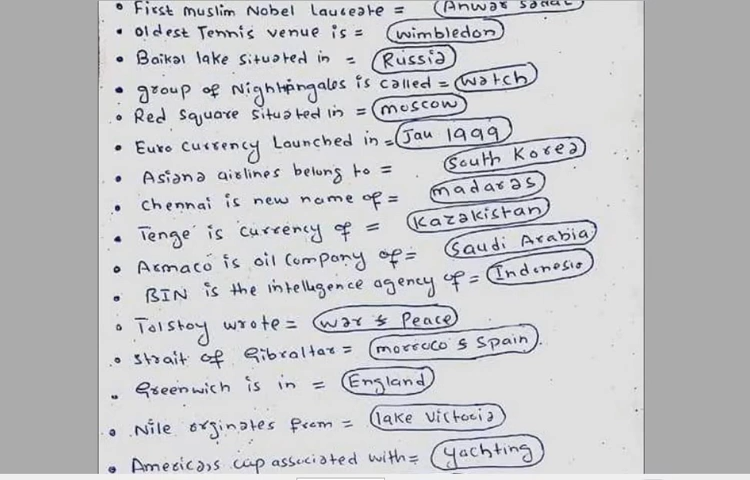 • First muslim Nobel Laureate = Anwar Sadat
• Oldest Tennis venue is = Wimbledon
• Baikal lake situated in = Russia
• group of Nightingales is called = Watch
• Red Square situated in = moscow
• Euro currency Launched in = Jan 1999
• Asiana airlines belong to = South Korea
• Chennai is new name of = madaras
• Tenge is currency of = Kazakistan
• Armaco is oil company of = Saudi Arabia
• BIN is the intelligence agency of = Indonesia
• Tolstoy wrote = War & Peace
• Strait of Gibraltar = morroco & Spain
• Greenwich is in = England
• Nile orginates from = lake victoria
• Americas cup associated with = yachting